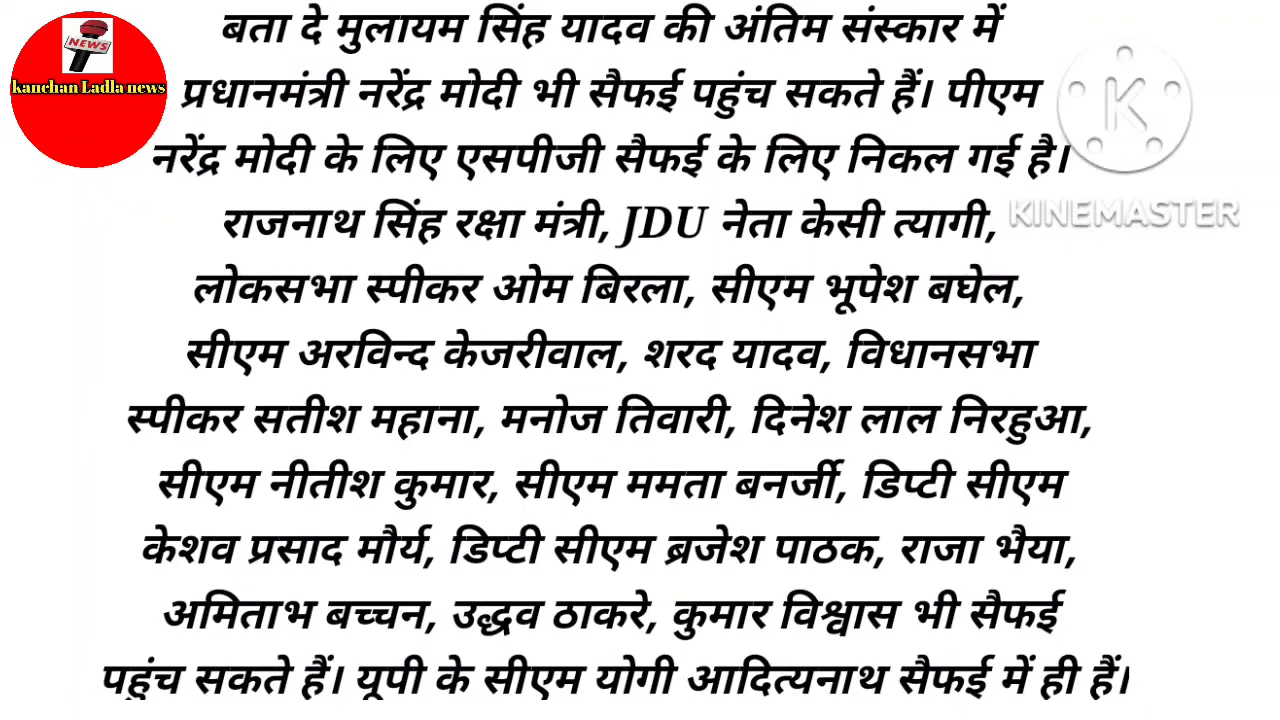 बता दे मुलायम सिंह यादव की अंतिम संस्कार में
NEWS
kanchan Ladla news
प्रधानमंत्री नरेंद्र मोदी भी सैफई पहुंच सकते हैं। पीएम
K
नरेंद्र मोदी के लिए एसपीजी सैफई के लिए निकल गई है।
राजनाथ सिंह रक्षा मंत्री, JDU नेता केसी त्यागी,
KINEMASTER
लोकसभा स्पीकर ओम बिरला, सीएम भूपेश बघेल,
सीएम अरविन्द केजरीवाल, शरद यादव, विधानसभा
स्पीकर सतीश महाना, मनोज तिवारी, दिनेश लाल निरहुआ,
सीएम नीतीश कुमार, सीएम ममता बनर्जी, डिप्टी सीएम
केशव प्रसाद मौर्य, डिप्टी सीएम ब्रजेश पाठक, राजा भैया,
अमिताभ बच्चन, उद्धव ठाकरे, कुमार विश्वास भी सैफई
पहुंच सकते हैं। यूपी के सीएम योगी आदित्यनाथ सैफई में ही हैं।